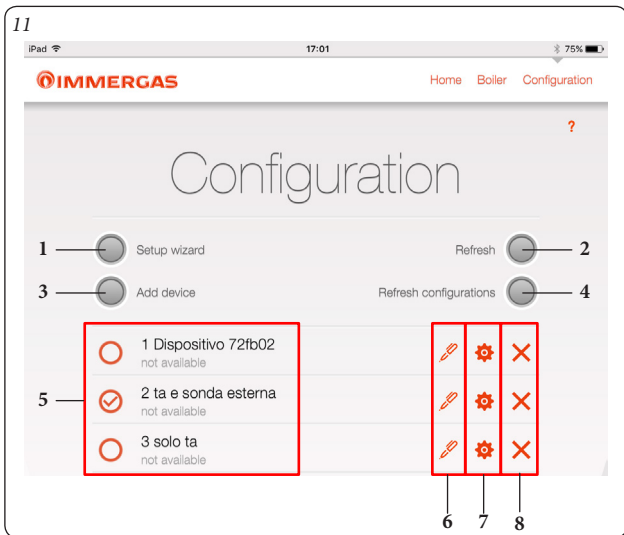 11
iPad 17:01 75%
IMMERGAS Home Boiler Configuration
?
Configuration
1 Setup wizard Refresh 2
3 Add device Refresh configurations 4
1 Dispositivo 72fb02
not available
5 2 ta e sonda esterna
not available
3 solo ta
not available
6 7 8